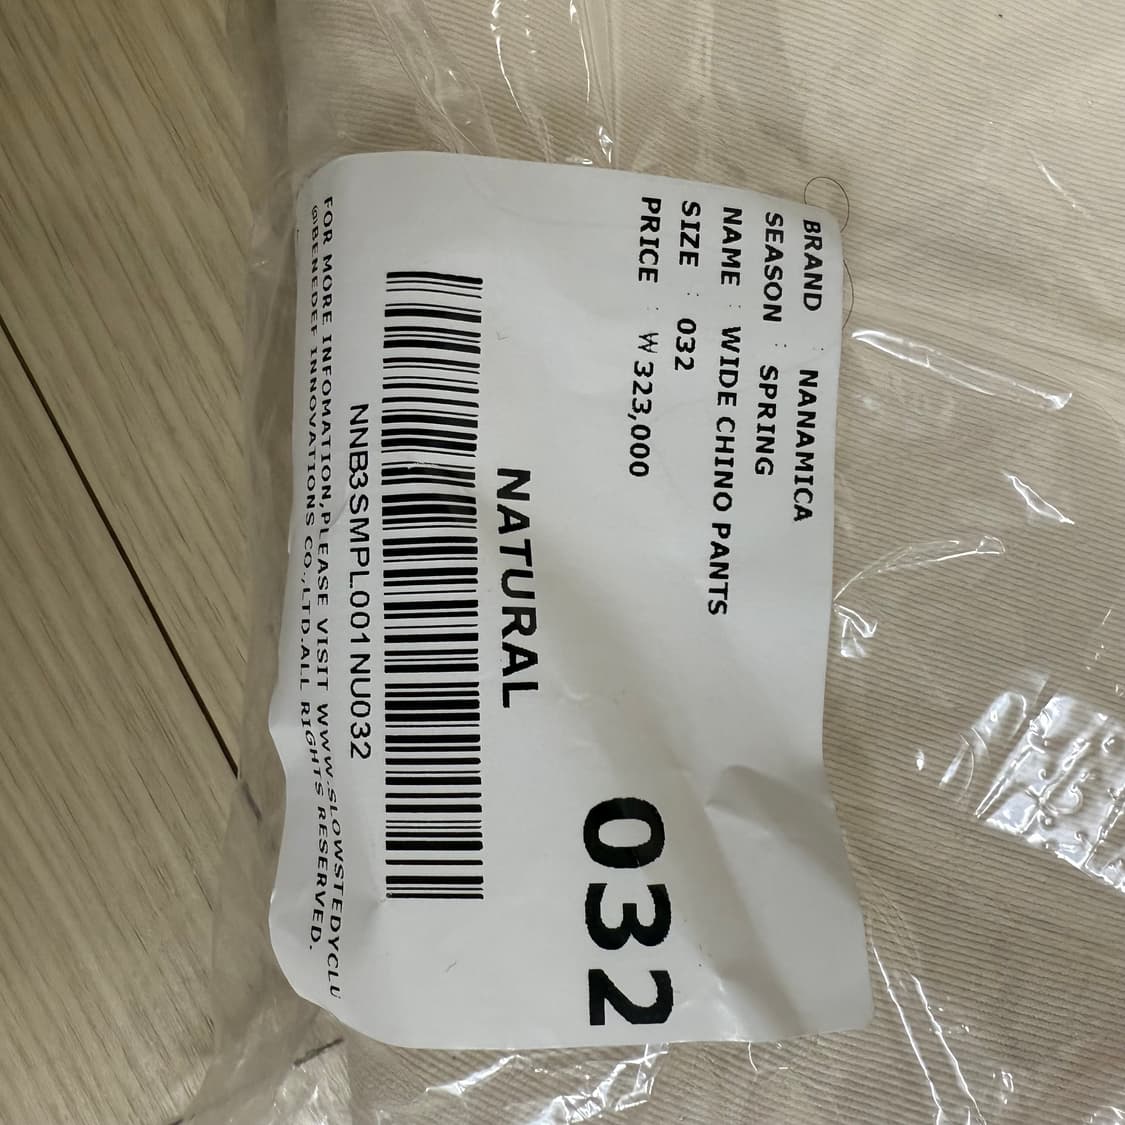 BRAND : NANAMICA
SEASON : SPRING
NAME : WIDE CHINO PANTS
SIZE : 032
PRICE : ₩323,000
032
NATURAL
NNB3SMPL001NU032
FOR MORE INFOMATION,PLEASE VISIT WWW.SLOWSTEDYCLU
@BENEDEF INNOVATIONS CO.,LTD.ALL RIGHTS RESERVED.